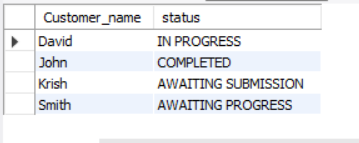 Customer_name status
David IN PROGRESS
John COMPLETED
Krish AWAITING SUBMISSION
Smith AWAITING PROGRESS